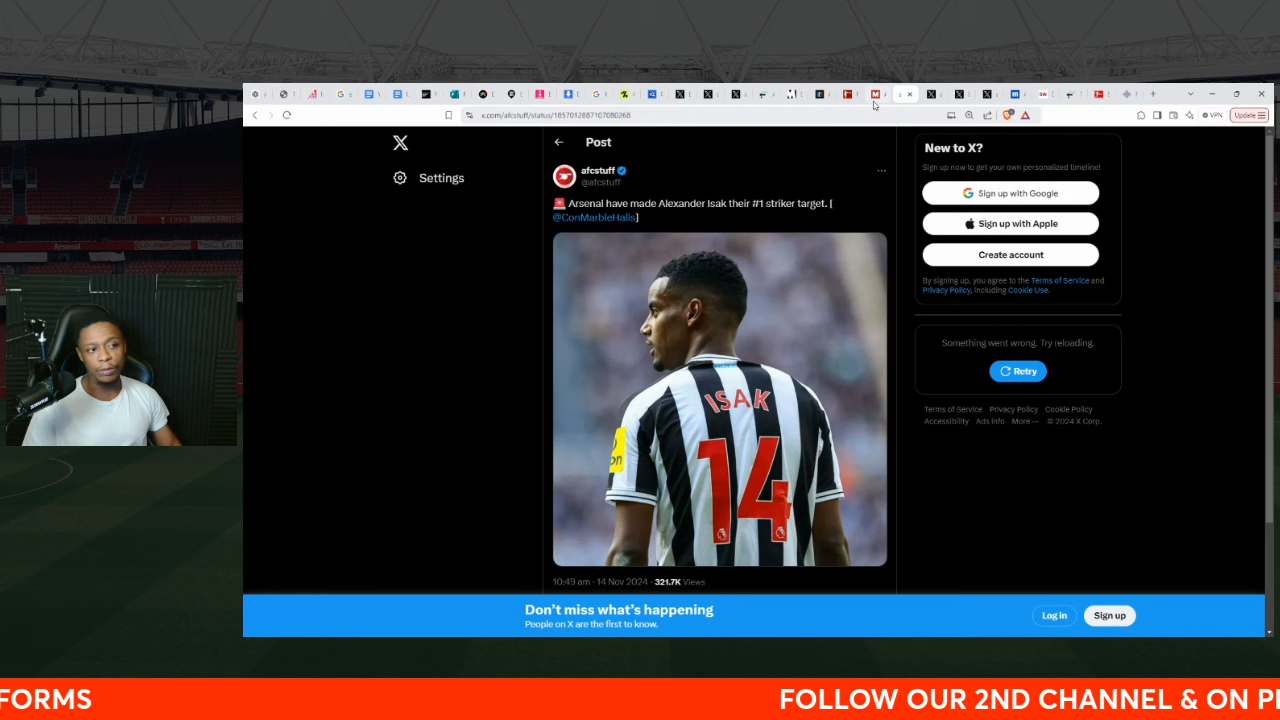 x.com/afcstuff/status/1857012887107080268
VPN
Update
Settings
Post
afcstuff
@afcstuff
Arsenal have made Alexander Isak their #1 striker target. [
@ConMarbleHalls]
ISAK
14
on
10:49 am · 14 Nov 2024 · 321.7K Views
New to X?
Sign up now to get your own personalized timeline!
Sign up with Google
Sign up with Apple
Create account
By signing up, you agree to the Terms of Service and
Privacy Policy, including Cookie Use.
Something went wrong. Try reloading.
Retry
Terms of Service Privacy Policy Cookie Policy
Accessibility Ads info More ··· © 2024 X Corp.
Don't miss what's happening
People on X are the first to know.
Log in
Sign up
Arsenal
SHURE
FORMS
FOLLOW OUR 2ND CHANNEL & ON P